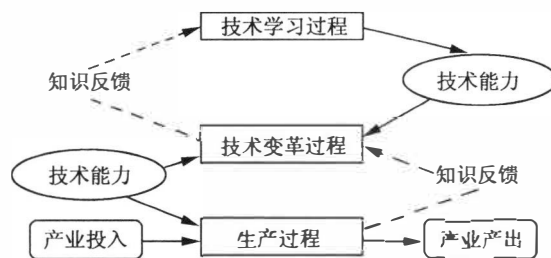 技术学习过程
知识反馈
技术能力
技术变革过程
技术能力
知识反馈
产业投入
生产过程
产业产出